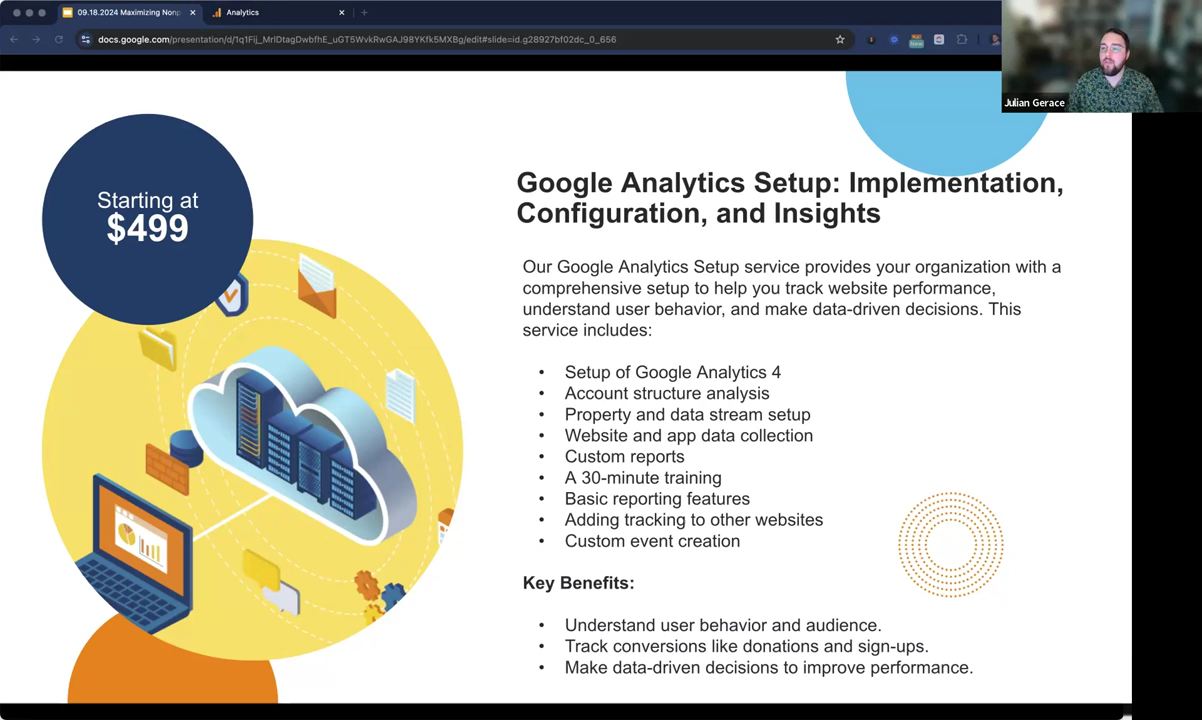 09.18.2024 Maximizing Nonp
Analytics
docs.google.com/presentation/d/1q1Fij_MrIDtagDwbfhE_uGT5WvkRwGAJ98YKfk5MXBg/edit#slide=id.g28927bf02dc_0_656
Julian Gerace
Starting at
$499
Google Analytics Setup: Implementation,
Configuration, and Insights
Our Google Analytics Setup service provides your organization with a
comprehensive setup to help you track website performance,
understand user behavior, and make data-driven decisions. This
service includes:
• Setup of Google Analytics 4
• Account structure analysis
• Property and data stream setup
• Website and app data collection
• Custom reports
• A 30-minute training
• Basic reporting features
• Adding tracking to other websites
• Custom event creation
Key Benefits:
• Understand user behavior and audience.
• Track conversions like donations and sign-ups.
• Make data-driven decisions to improve performance.